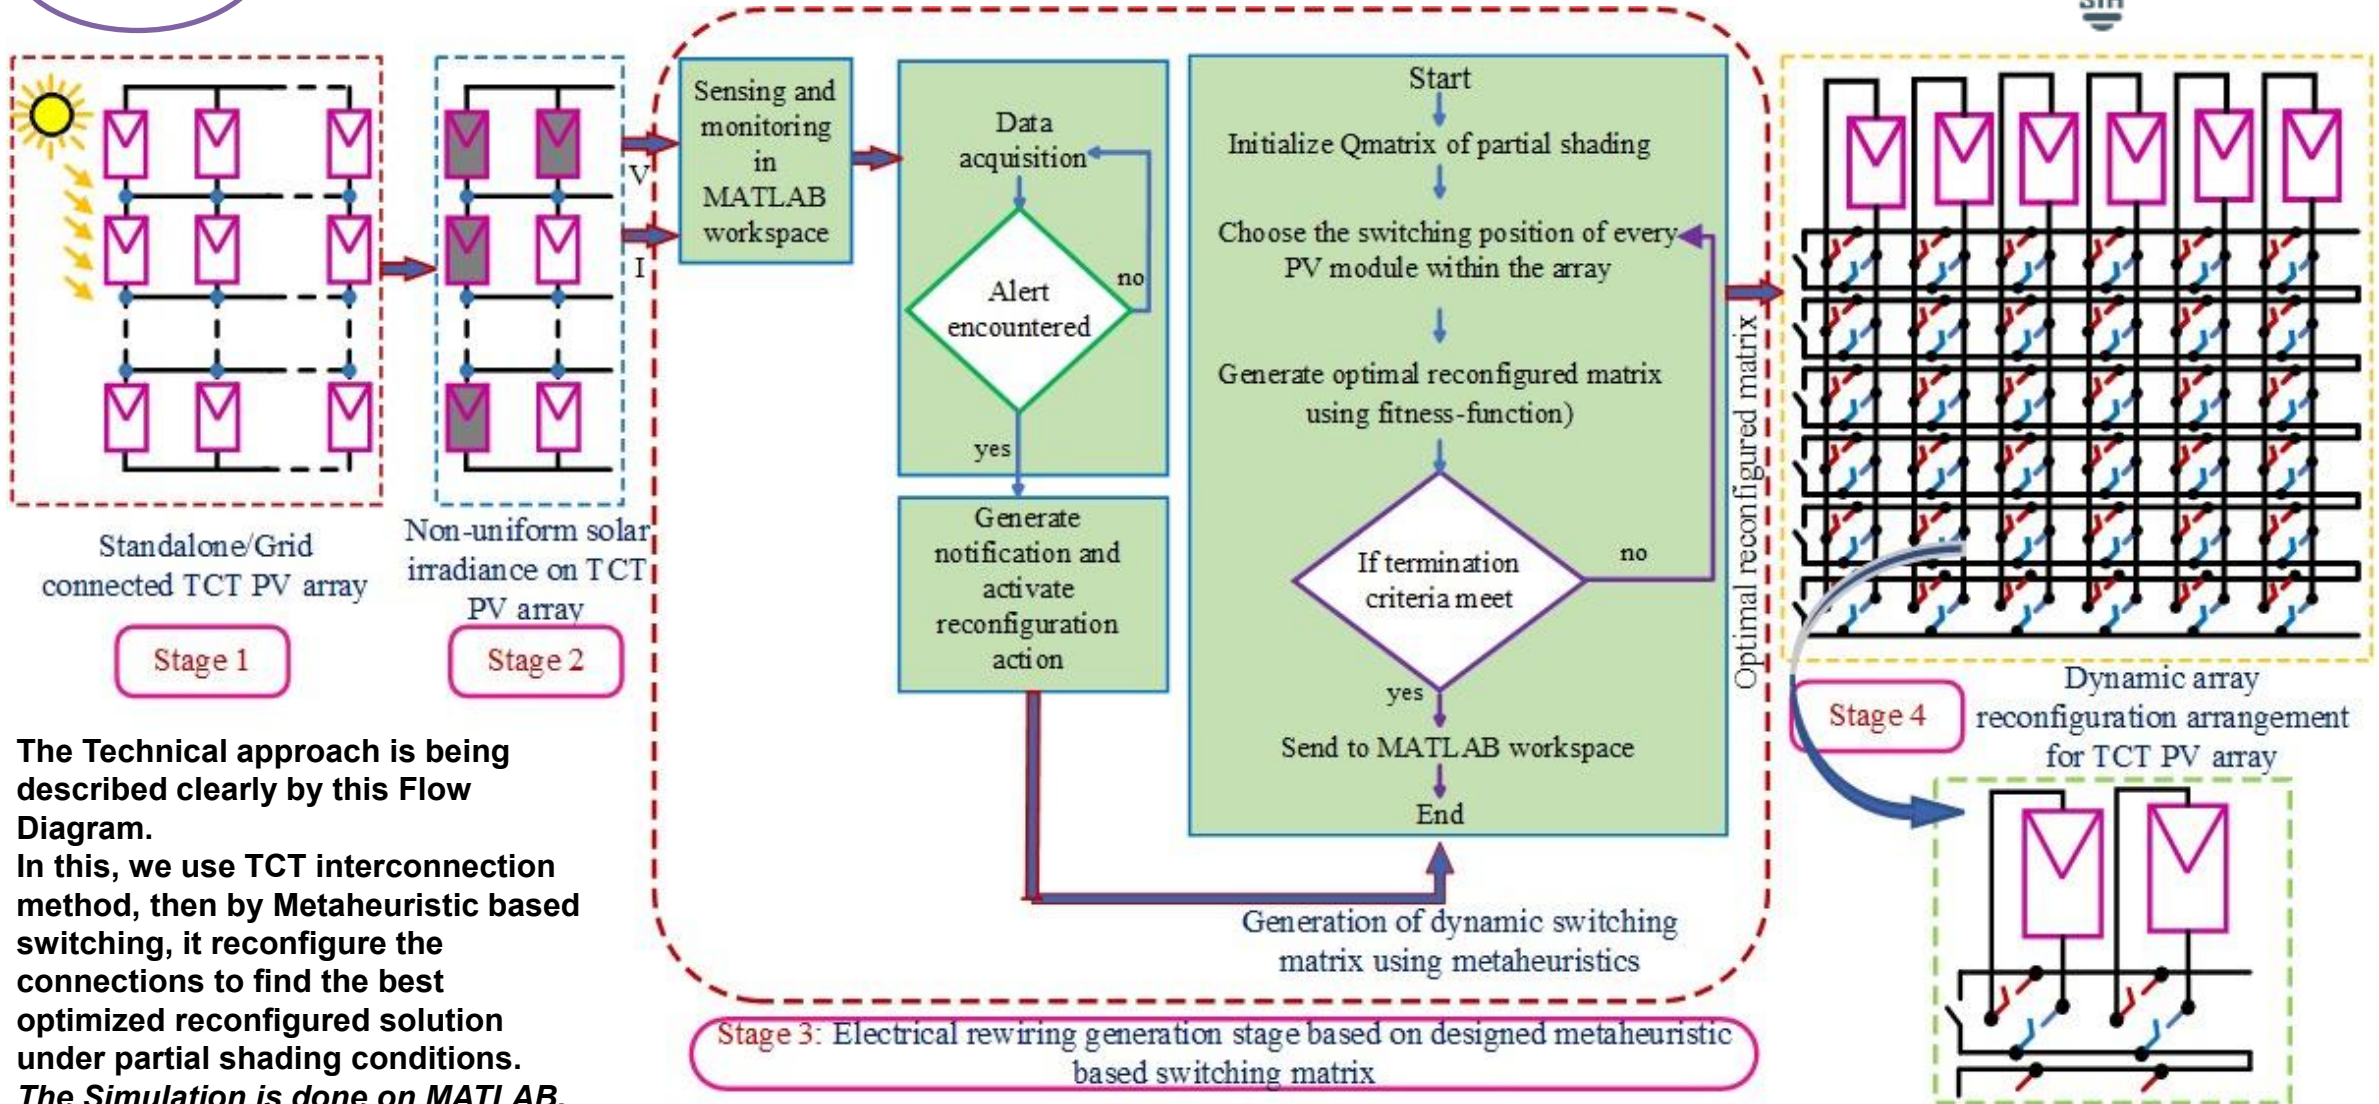 SIH
Standalone/Grid
connected TCT PV array
Stage 1
Non-uniform solar
irradiance on TCT
PV array
Stage 2
V
I
Sensing and
monitoring
in
MATLAB
workspace
Data
acquisition
Alert
encountered
no
yes
Generate
notification and
activate
reconfiguration
action
Start
Initialize Qmatrix of partial shading
Choose the switching position of every
PV module within the array
Generate optimal reconfigured matrix
using fitness-function)
If termination
criteria meet
no
yes
Send to MATLAB workspace
End
Generation of dynamic switching
matrix using metaheuristics
Optimal reconfigured matrix
Stage 3: Electrical rewiring generation stage based on designed metaheuristic
based switching matrix
Stage 4
Dynamic array
reconfiguration arrangement
for TCT PV array
The Technical approach is being
described clearly by this Flow
Diagram.
In this, we use TCT interconnection
method, then by Metaheuristic based
switching, it reconfigure the
connections to find the best
optimized reconfigured solution
under partial shading conditions.
The Simulation is done on MATLAB.